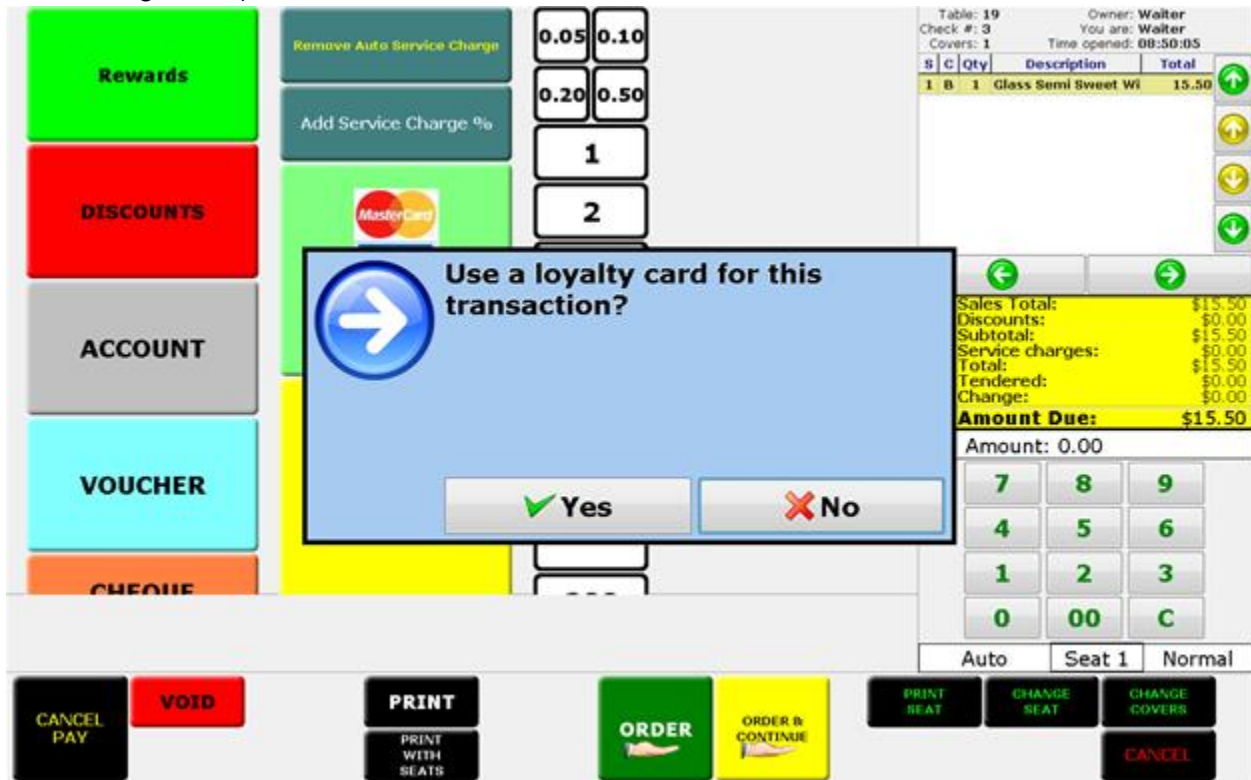 Rewards
DISCOUNTS
ACCOUNT
VOUCHER
CHEQUE
Remove Auto Service Charge
Add Service Charge %
MasterCard
0.05 0.10
0.20 0.50
1
2
Use a loyalty card for this
transaction?
Yes No
Table: 19 Owner: Waiter
Check #: 3 You are: Waiter
Covers: 1 Time opened: 08:50:05
S C Qty Description Total
1 B 1 Glass Semi Sweet Wi 15.50
Sales Total: $15.50
Discounts: $0.00
Subtotal: $15.50
Service charges: $0.00
Total: $15.50
Tendered: $0.00
Change: $0.00
Amount Due: $15.50
Amount: 0.00
7 8 9
4 5 6
1 2 3
0 00 C
Auto Seat 1 Normal
CANCEL
PAY
VOID
PRINT
PRINT
WITH
SEATS
ORDER
ORDER &
CONTINUE
PRINT
SEAT
CHANGE
SEAT
CHANGE
COVERS
CANCEL